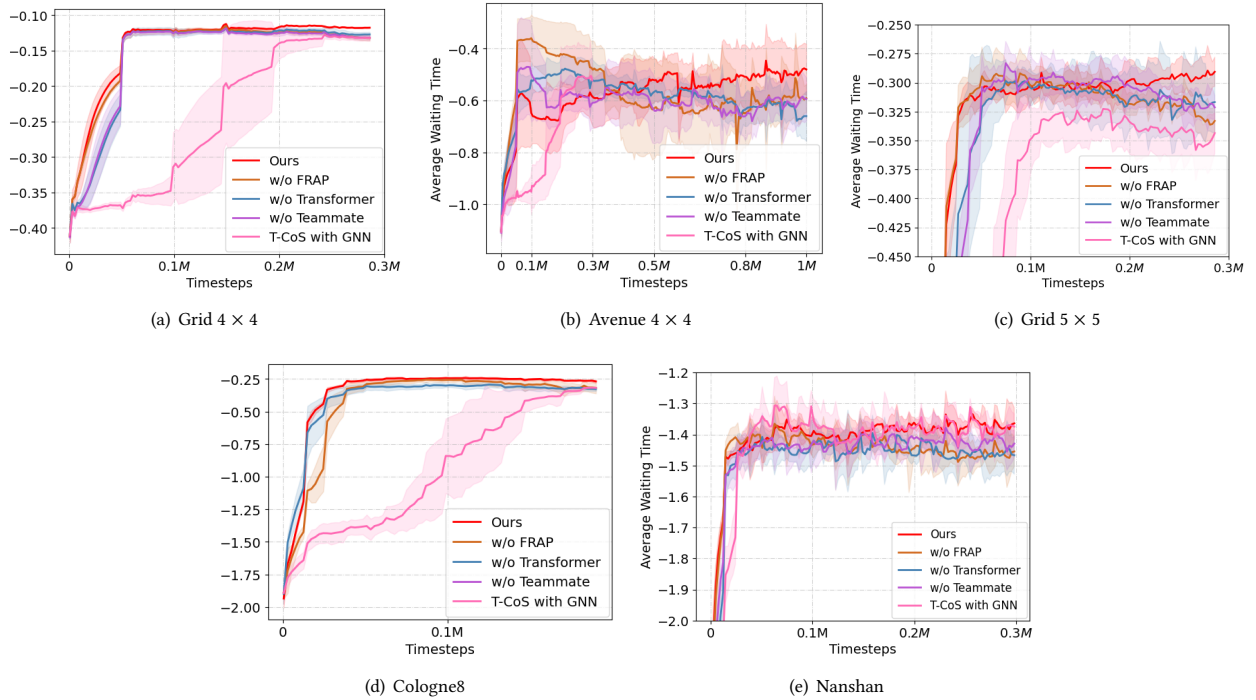 −0.10
−0.15
−0.20
−0.25
−0.30
−0.35
−0.40
0
0.1M
0.2M
0.3M
Timesteps
Ours
w/o FRAP
w/o Transformer
w/o Teammate
T-CoS with GNN
(a) Grid 4 × 4
Average Waiting Time
−0.4
−0.6
−0.8
−1.0
0
0.1M
0.3M
0.5M
0.8M
1M
Timesteps
Ours
w/o FRAP
w/o Transformer
w/o Teammate
T-CoS with GNN
(b) Avenue 4 × 4
Average Waiting Time
−0.250
−0.275
−0.300
−0.325
−0.350
−0.375
−0.400
−0.425
−0.450
0
0.1M
0.2M
0.3M
Timesteps
Ours
w/o FRAP
w/o Transformer
w/o Teammate
T-CoS with GNN
(c) Grid 5 × 5
−0.25
−0.50
−0.75
−1.00
−1.25
−1.50
−1.75
−2.00
0
0.1M
Timesteps
Ours
w/o FRAP
w/o Transformer
w/o Teammate
T-CoS with GNN
(d) Cologne8
Average Waiting Time
−1.2
−1.3
−1.4
−1.5
−1.6
−1.7
−1.8
−1.9
−2.0
0
0.1M
0.2M
0.3M
Timesteps
Ours
w/o FRAP
w/o Transformer
w/o Teammate
T-CoS with GNN
(e) Nanshan